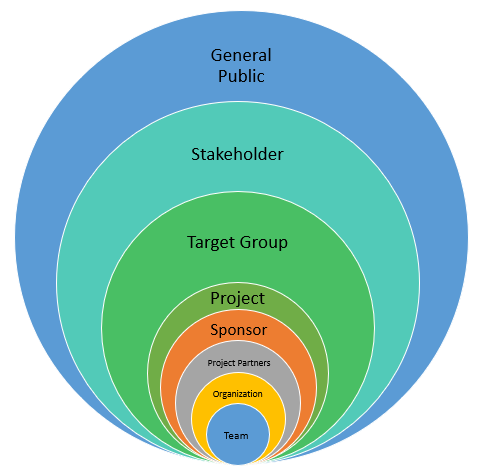 General
Public
Stakeholder
Target Group
Project
Sponsor
Project Partners
Organization
Team